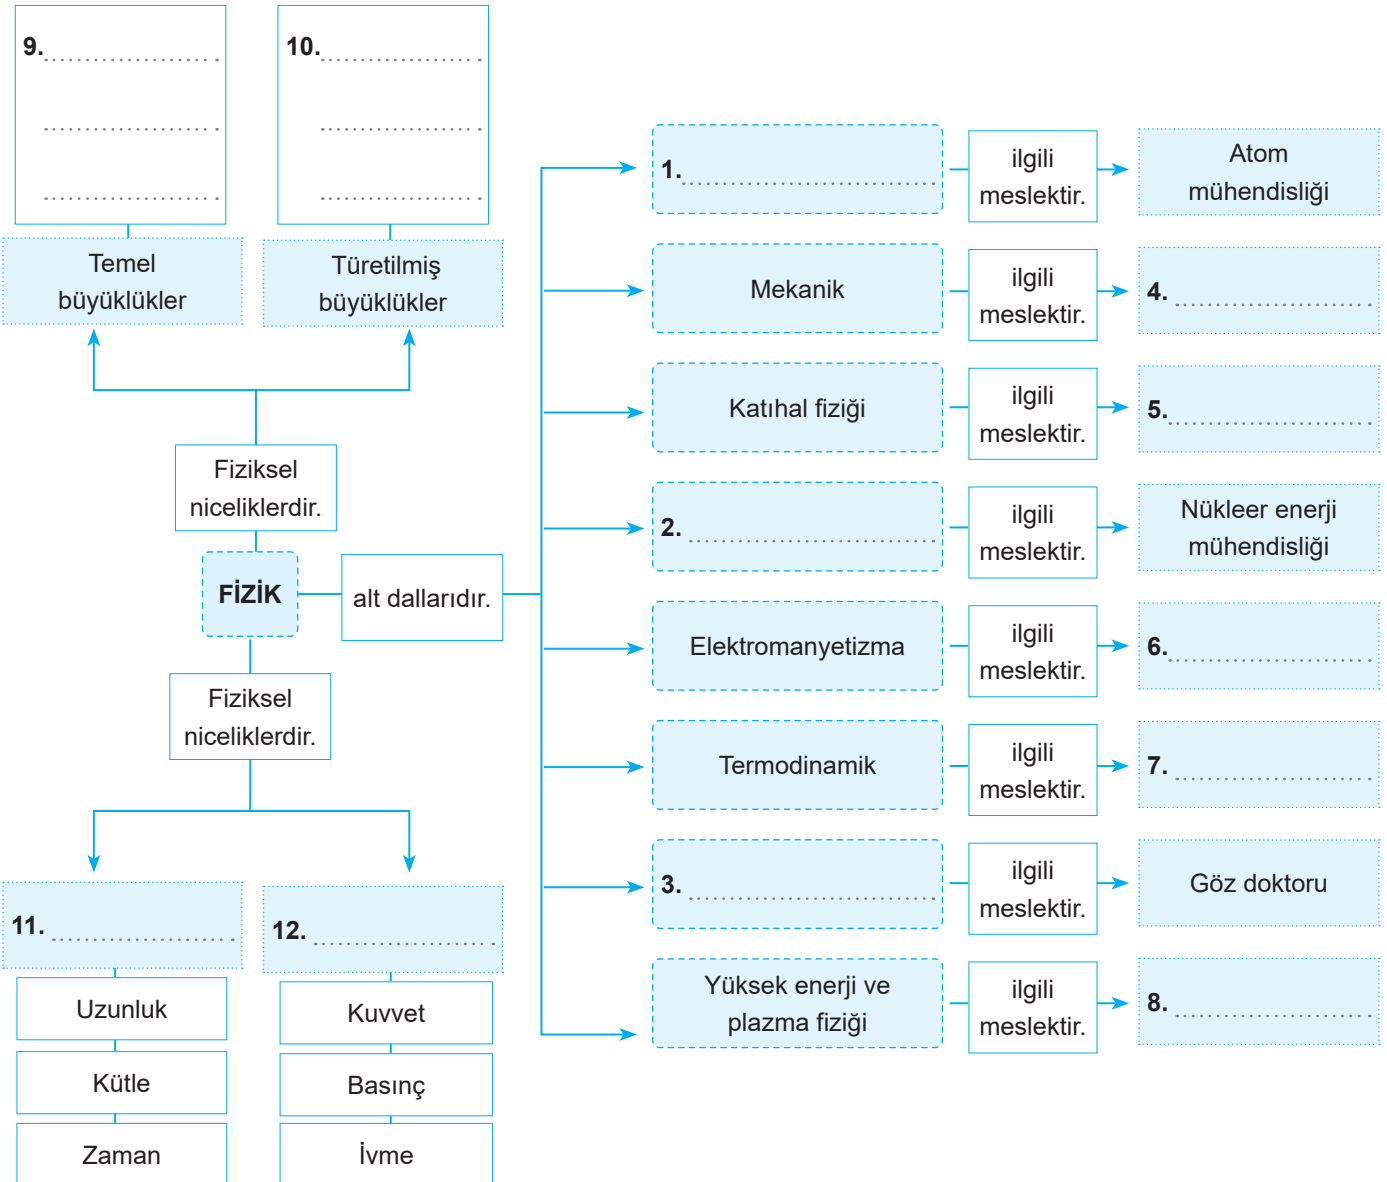 9.
10.
Temel
büyüklükler
Türetilmiş
büyüklükler
Fiziksel
niceliklerdir.
FİZİK
alt dallarıdır.
Fiziksel
niceliklerdir.
11.
12.
Uzunluk
Kütle
Zaman
Kuvvet
Basınç
İvme
1.
ilgili
meslektir.
Atom
mühendisliği
Mekanik
ilgili
meslektir.
4.
Katıhal fiziği
ilgili
meslektir.
5.
2.
ilgili
meslektir.
Nükleer enerji
mühendisliği
Elektromanyetizma
ilgili
meslektir.
6.
Termodinamik
ilgili
meslektir.
7.
3.
ilgili
meslektir.
Göz doktoru
Yüksek enerji ve
plazma fiziği
ilgili
meslektir.
8.